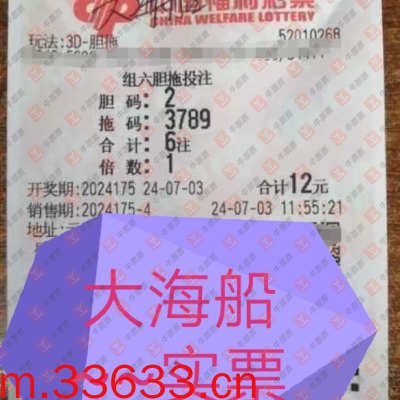 CHINA WELFARE LOTTERY
玩法:3D-胆拖 52010268
组六胆拖投注
胆 码:2
拖 码:3789
合 计:6注
倍 数:1
开奖期:2024175 24-07-03 合计12元
销售期:2024175-4 24-07-03 11:55:21
地址:
大海船
实票
m.33633.cn